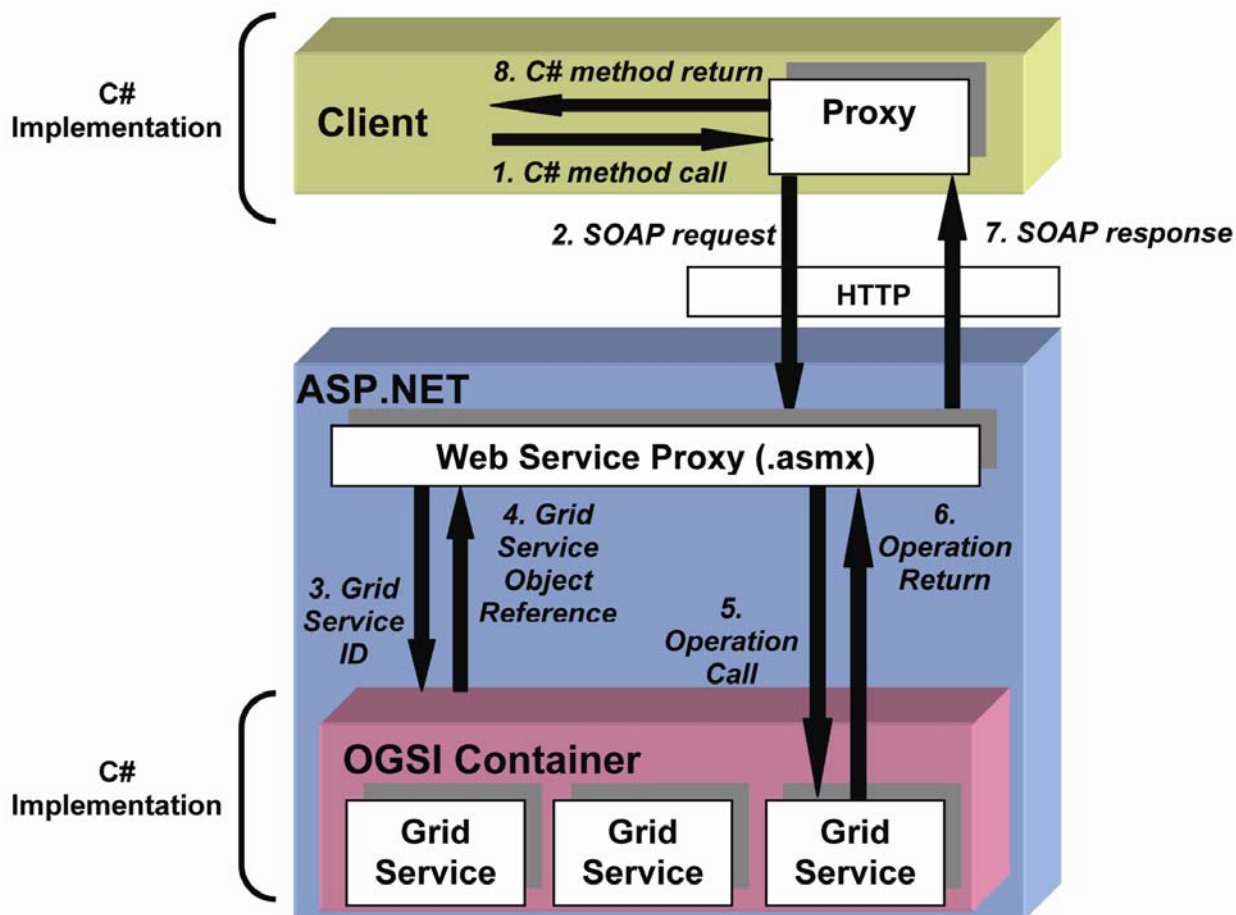 C#
Implementation
8. C# method return
Client
Proxy
1. C# method call
2. SOAP request
7. SOAP response
HTTP
ASP.NET
Web Service Proxy (.asmx)
3. Grid
Service
ID
4. Grid
Service
Object
Reference
5.
Operation
Call
6.
Operation
Return
C#
Implementation
OGSI Container
Grid
Service
Grid
Service
Grid
Service